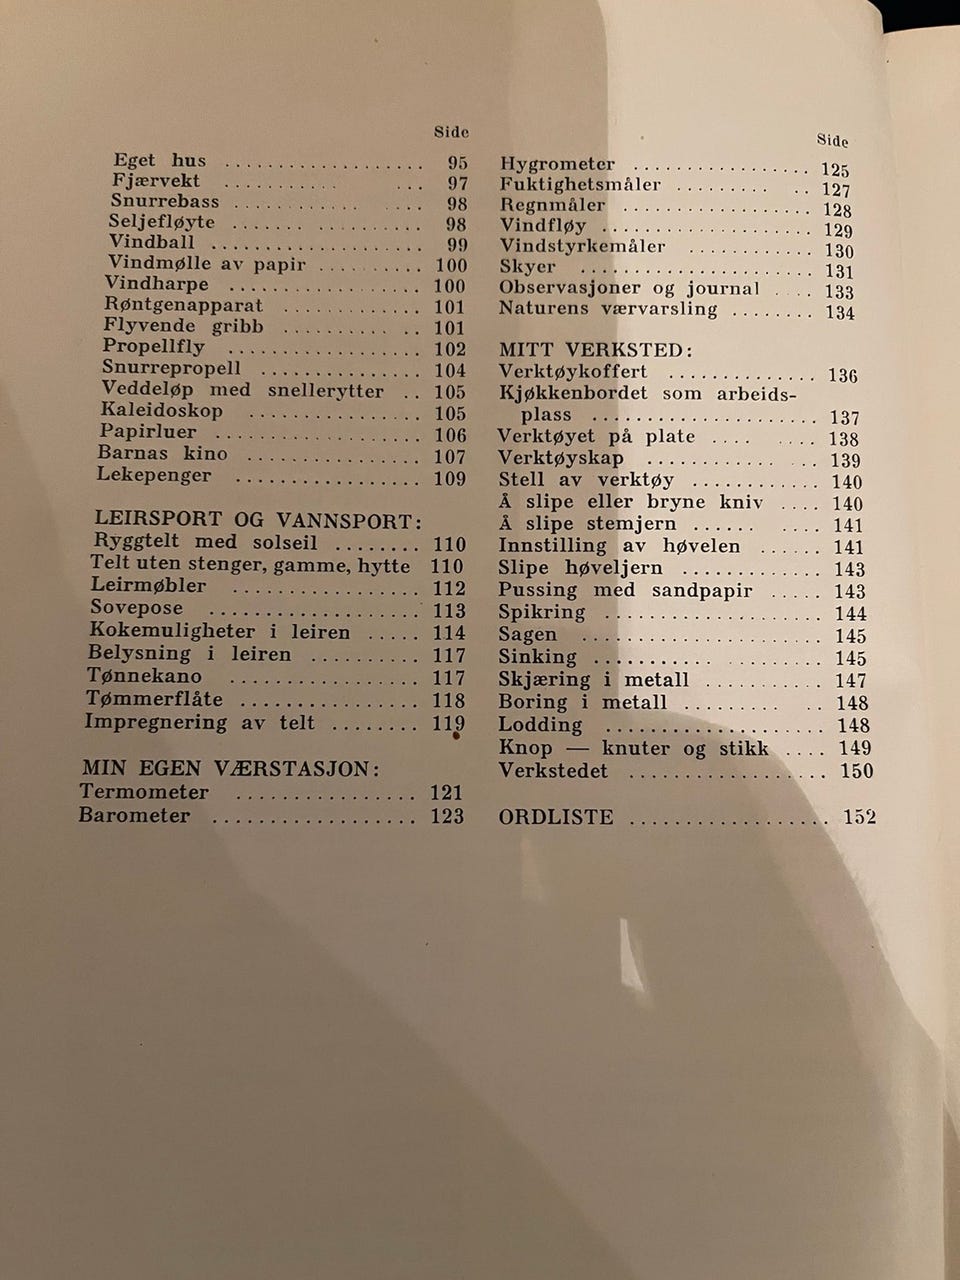 Side
Eget hus .................. 95
Fjærvekt ........... ... 97
Snurrebass ............. .... 98
Seljefløyte ....... .......... 98
Vindball ................... 99
Vindmølle av papir .......... 100
Vindharpe ................. 100
Røntgenapparat ............. 101
Flyvende gribb .......... .. 101
Propellfly ................. 102
Snurrepropell ............... 104
Veddeløp med snellerytter .. 105
Kaleidoskop ................ 105
Papirluer .................. 106
Barnas kino ................ 107
Lekepenger ................. 109
LEIRSPORT OG VANNSPORT:
Ryggtelt med solseil ........ 110
Telt uten stenger, gamme, hytte 110
Leirmøbler ................. 112
Sovepose ................... 113
Kokemuligheter i leiren ..... 114
Belysning i leiren .......... 117
Tønnekano ................. 117
Tømmerflåte ................ 118
Impregnering av telt ........ 119
MIN EGEN VÆRSTASJON:
Termometer ................ 121
Barometer .................. 123
Side
Hygrometer ................. 125
Fuktighetsmåler ......... .. 127
Regnmåler .................. 128
Vindfløy ................... 129
Vindstyrkemåler ............ 130
Skyer ..................... 131
Observasjoner og journal .... 133
Naturens værvarsling ........ 134
MITT VERKSTED:
Verktøykoffert .............. 136
Kjøkkenbordet som arbeids-
plass ...................... 137
Verktøyet på plate .... .... 138
Verktøyskap ............ ... 139
Stell av verktøy ............ 140
Å slipe eller bryne kniv .... 140
Å slipe stemjern ...... .... 141
Innstilling av høvelen ...... 141
Slipe høveljern ............. 143
Pussing med sandpapir ..... 143
Spikring ................... 144
Sagen ..................... 145
Sinking ........... ......... 145
Skjæring i metall ........... 147
Boring i metall ......... .. 148
Lodding .................... 148
Knop — knuter og stikk .... 149
Verkstedet .................. 150
ORDLISTE .................. 152